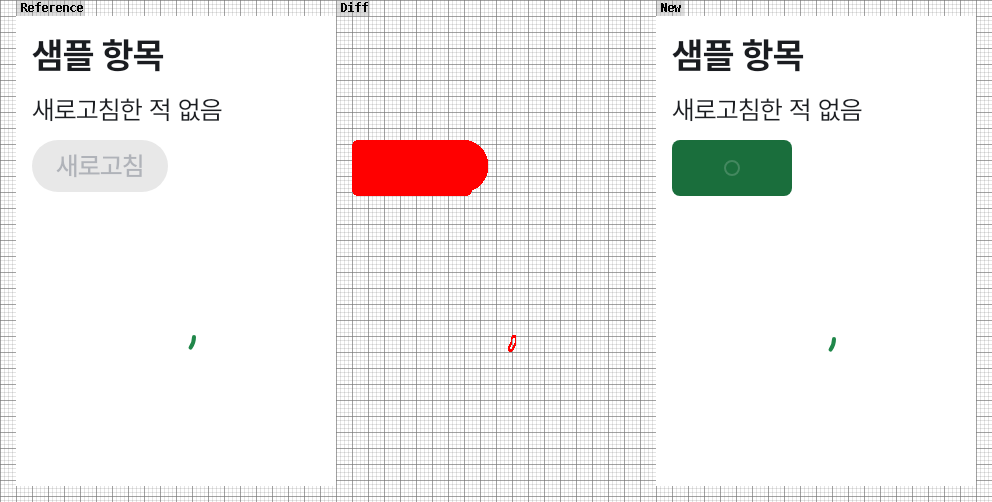 Reference
Diff
New
샘플 항목
새로고침한 적 없음
새로고침
샘플 항목
새로고침한 적 없음